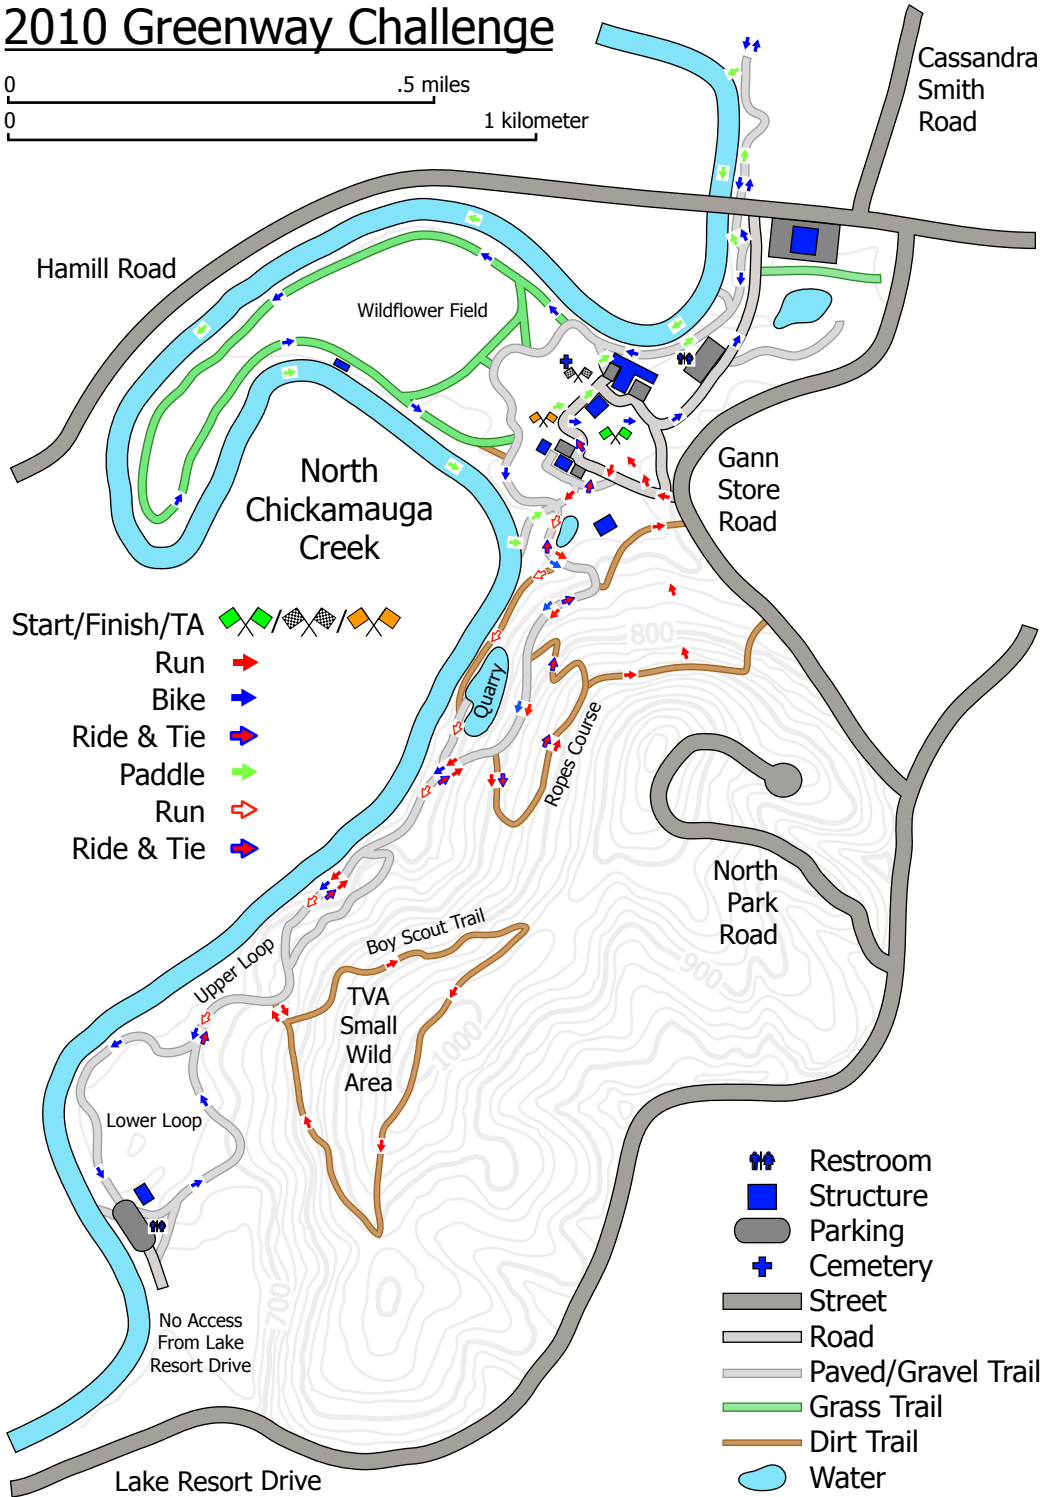 2010 Greenway Challenge
0 .5 miles
0 1 kilometer
Cassandra
Smith
Road
Hamill Road
Wildflower Field
North
Chickamauga
Creek
Gann
Store
Road
Start/Finish/TA / /
Run
Bike
Ride & Tie
Paddle
Run
Ride & Tie
800
Quarry
Ropes Course
North
Park
Road
Boy Scout Trail
Upper Loop
900
TVA
Small
Wild
Area
Lower Loop
700
No Access
From Lake
Resort Drive
Restroom
Structure
Parking
Cemetery
Street
Road
Paved/Gravel Trail
Grass Trail
Dirt Trail
Water
Lake Resort Drive